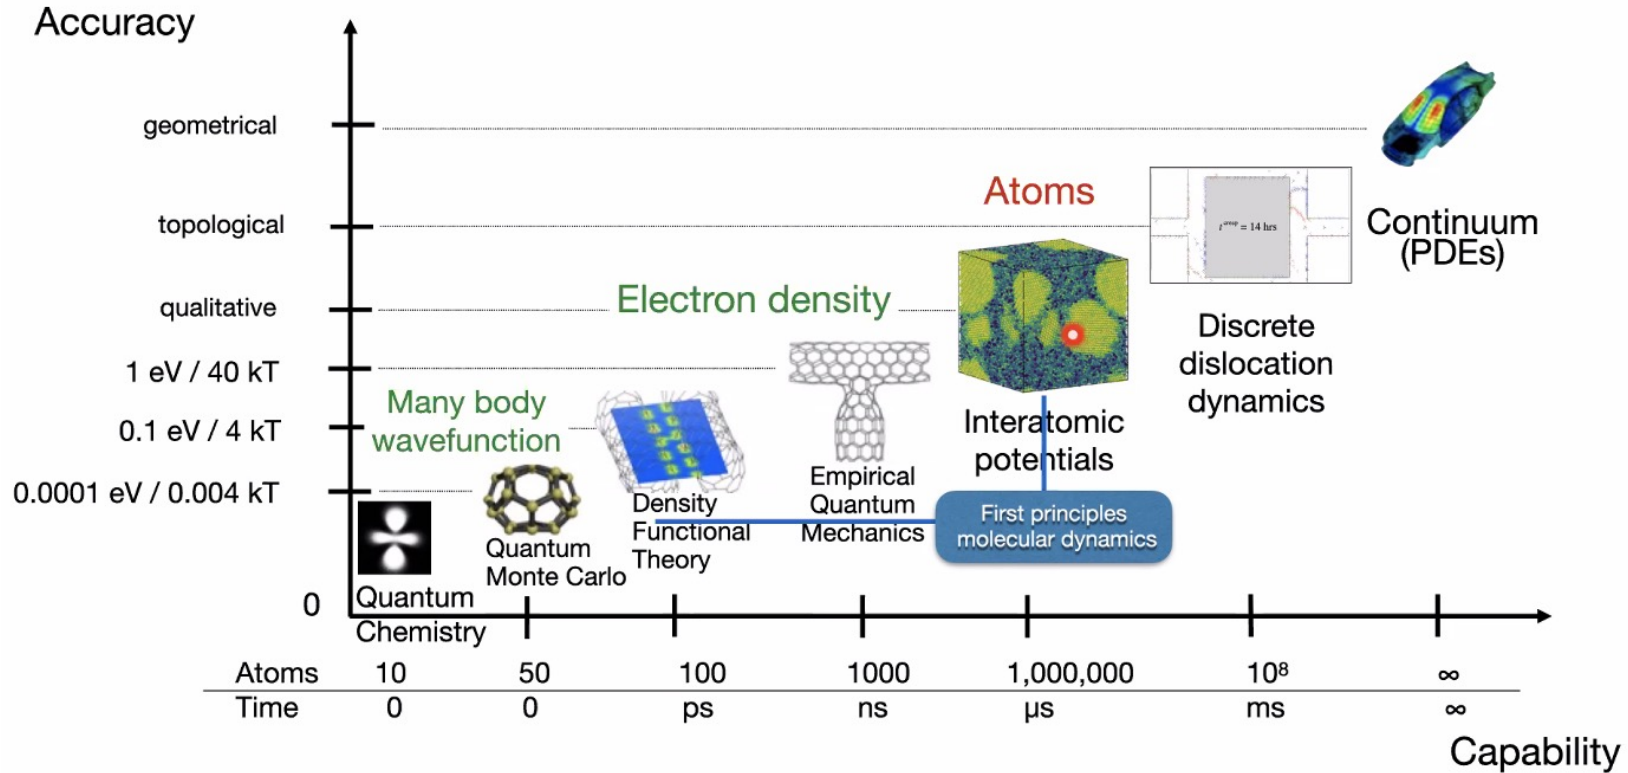 Accuracy
geometrical
topological
qualitative
1 eV / 40 kT
0.1 eV / 4 kT
0.0001 eV / 0.004 kT
0
Many body
wavefunction
Electron density
Atoms
Quantum
Chemistry
Quantum
Monte Carlo
Density
Functional
Theory
Empirical
Quantum
Mechanics
Interatomic
potentials
First principles
molecular dynamics
t^creep = 14 hrs
Discrete
dislocation
dynamics
Continuum
(PDEs)
Atoms 10 50 100 1000 1,000,000 10⁸ ∞
Time 0 0 ps ns µs ms ∞
Capability